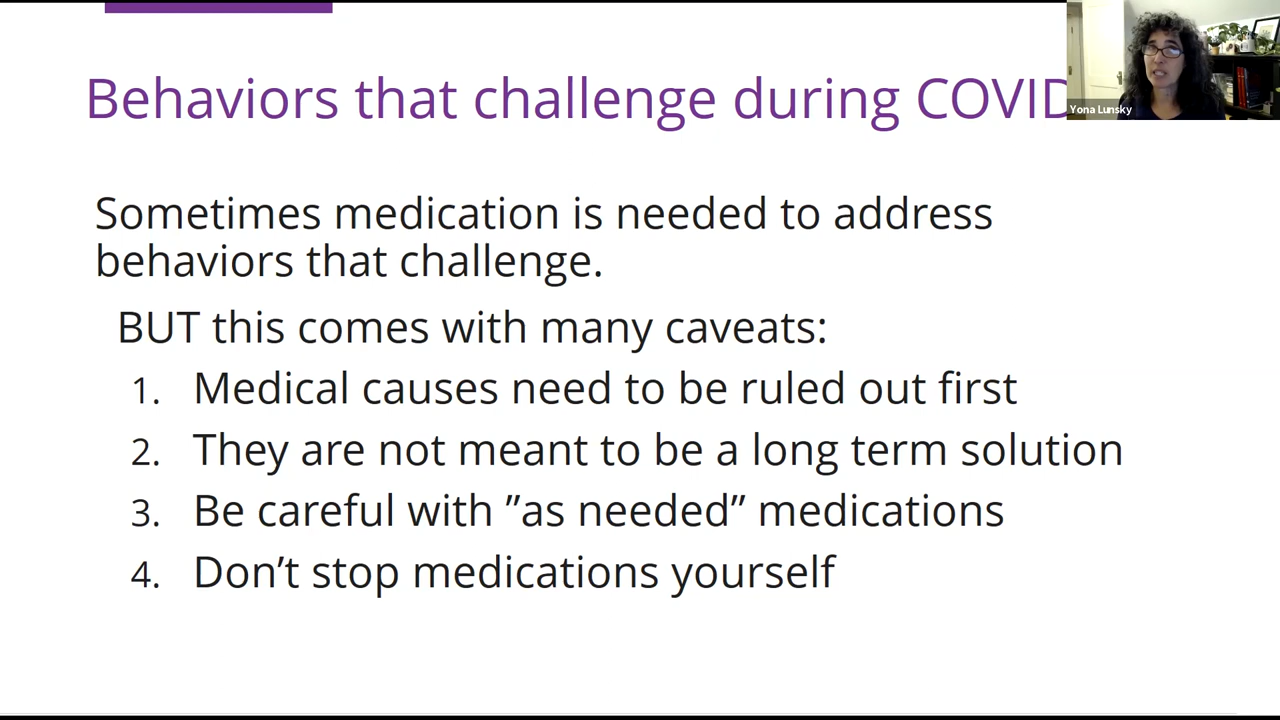 Behaviors that challenge during COVID
Yona Lunsky
Sometimes medication is needed to address
behaviors that challenge.
BUT this comes with many caveats:
1. Medical causes need to be ruled out first
2. They are not meant to be a long term solution
3. Be careful with ”as needed” medications
4. Don’t stop medications yourself